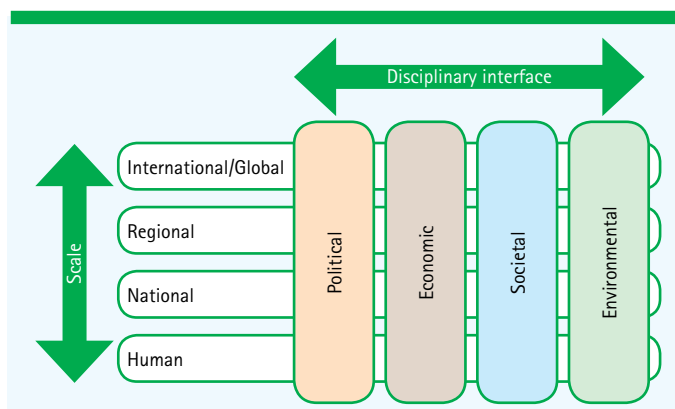 Disciplinary interface
International/Global
Regional
National
Human
Scale
Political
Economic
Societal
Environmental